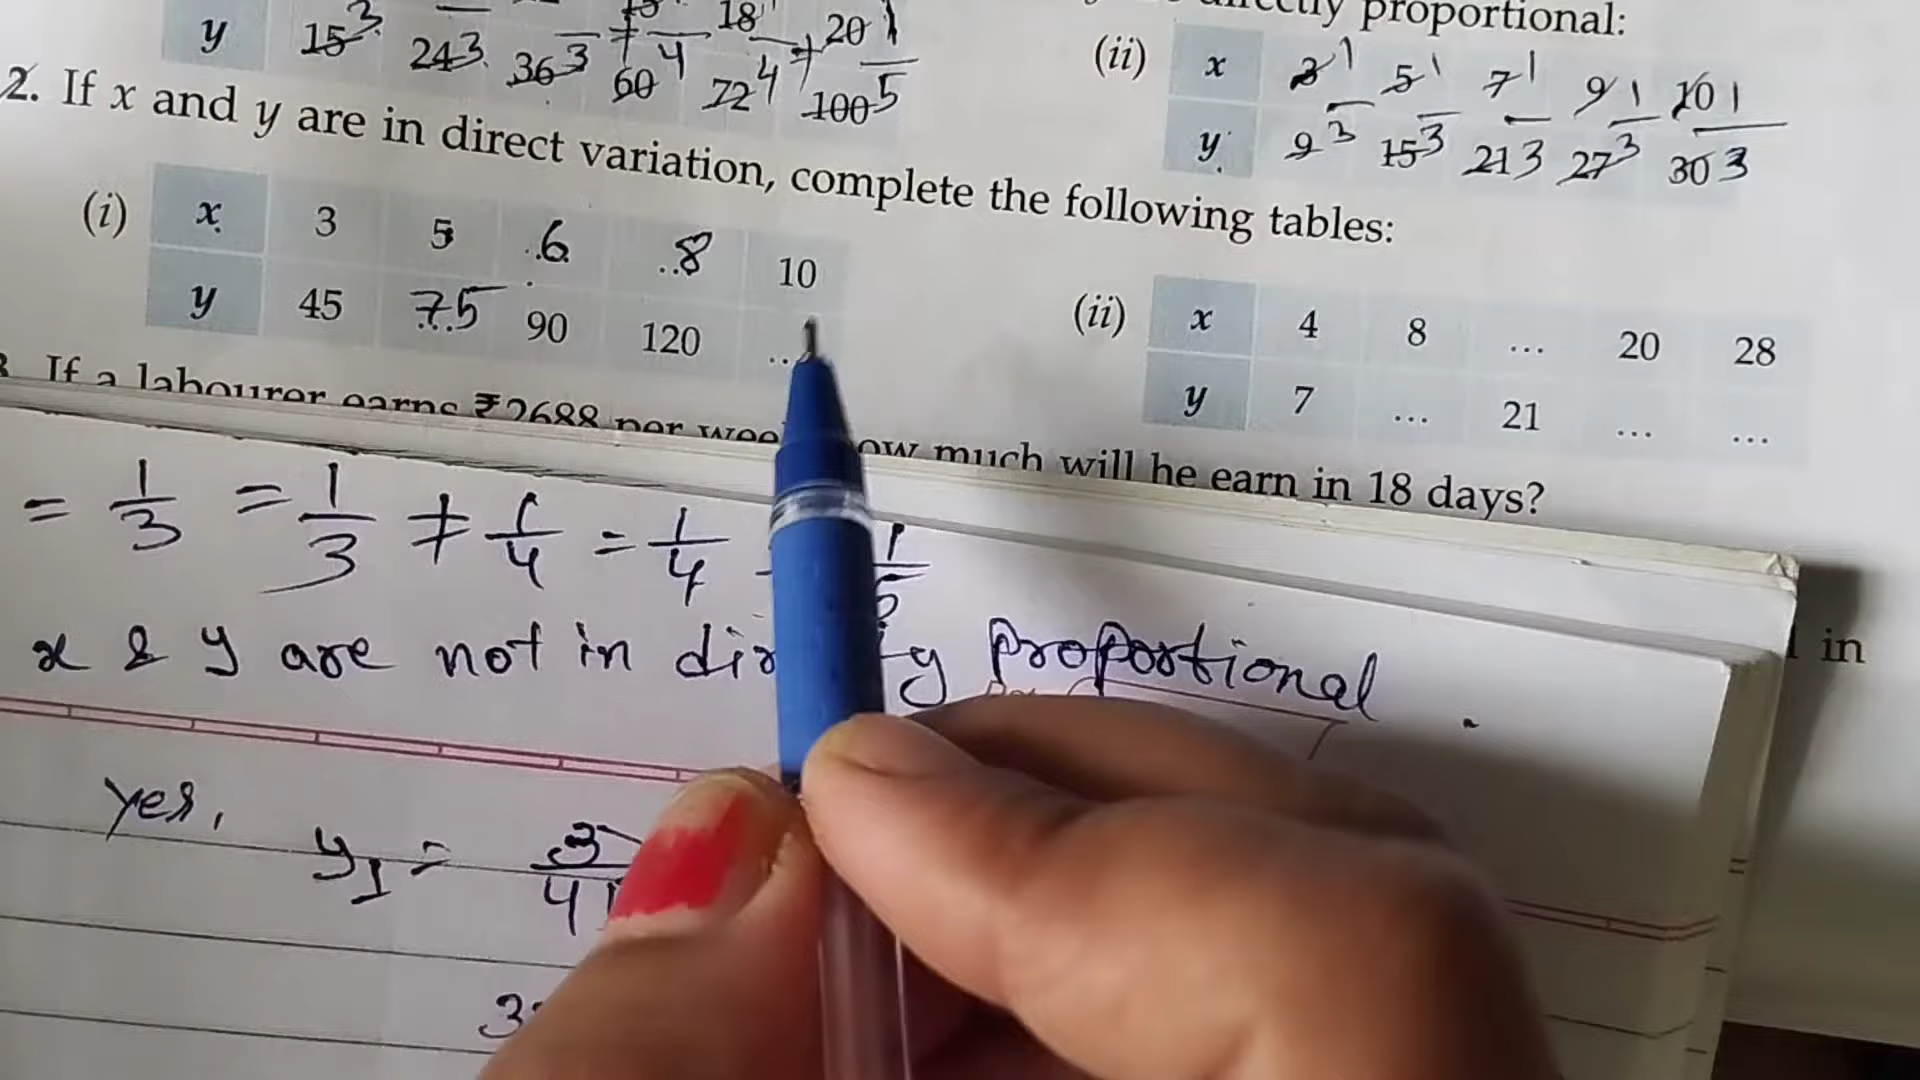 directly proportional:
y 15 3 24 3 36 3 60 4 72 4 100 5
18 20 1
(ii) x 3 1 5 1 7 1 9 1 10 1
y 9 3 15 3 21 3 27 3 30 3
2. If x and y are in direct variation, complete the following tables:
(i) x 3 5 ..6 ..8 10
y 45 ...75 90 120 ...
(ii) x 4 8 ... 20 28
y 7 ... 21 ... ...
If a labourer earns ₹2688 per week how much will he earn in 18 days?
= 1/3 = 1/3 ≠ 1/4 = 1/4
x & y are not in proportional .
in
yes, y₁ = 3